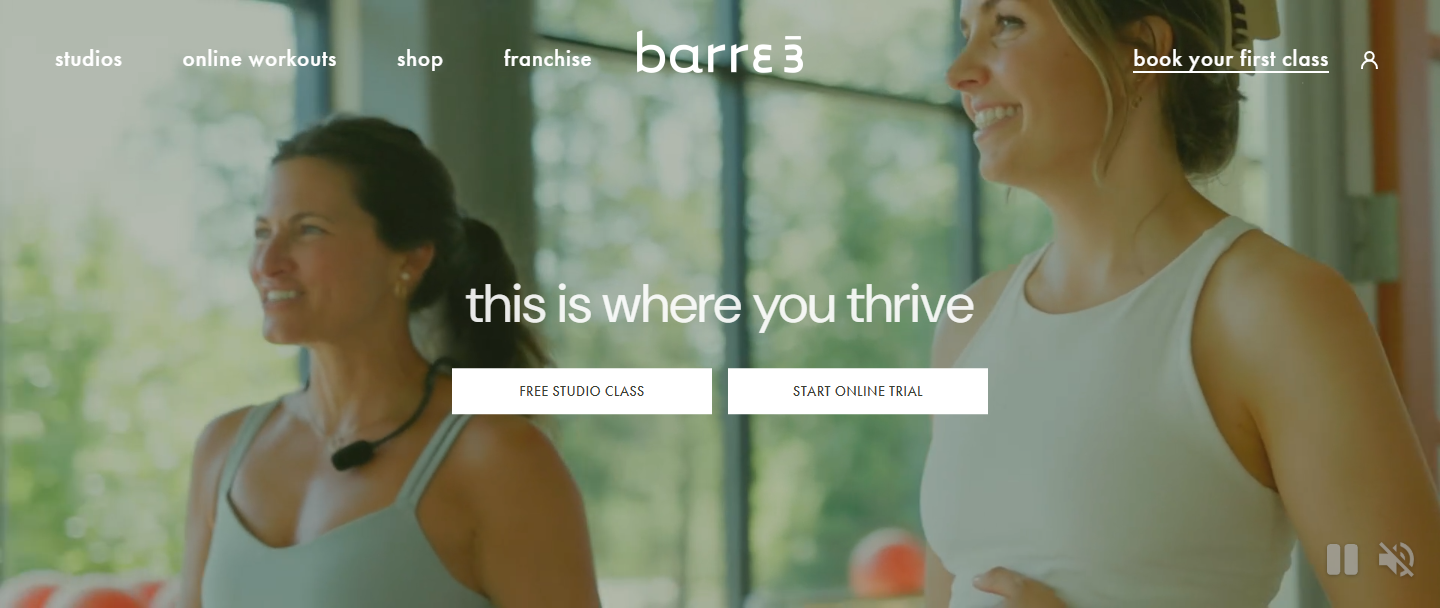 studios
online workouts
shop
franchise
barre3
book your first class
this is where you thrive
FREE STUDIO CLASS
START ONLINE TRIAL